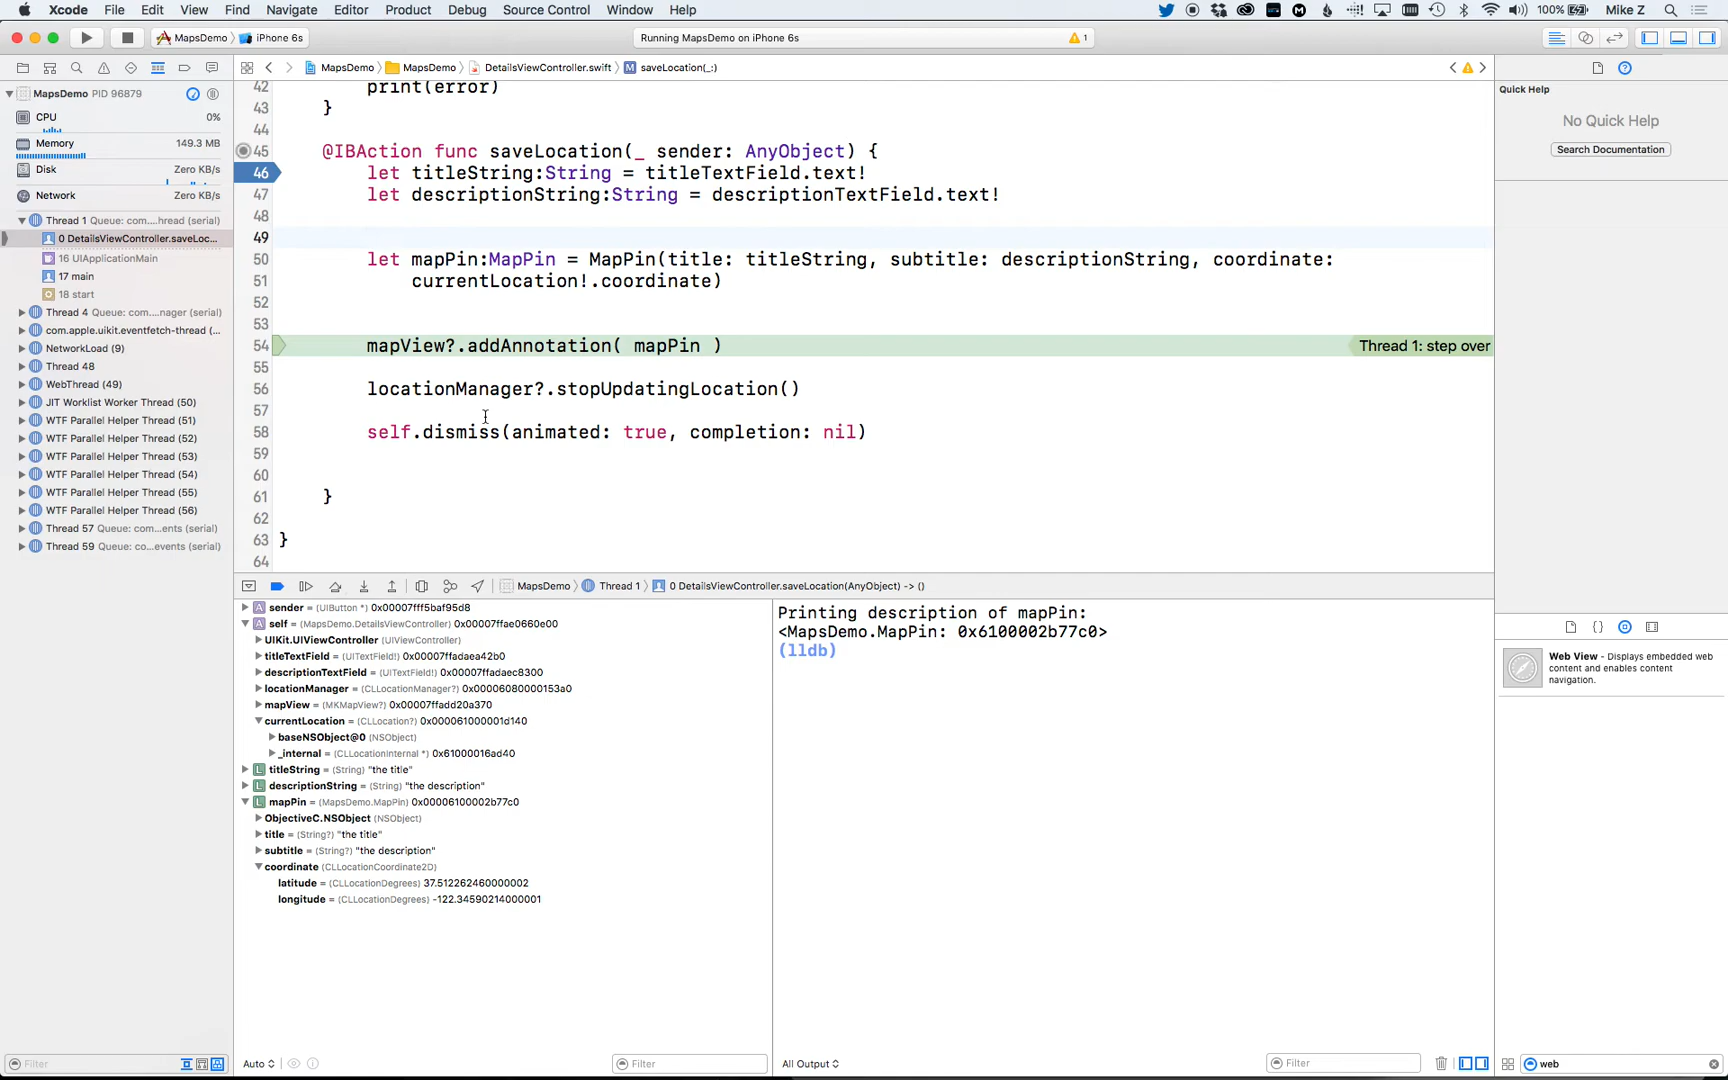 Xcode File Edit View Find Navigate Editor Product Debug Source Control Window Help 100% Mike Z
MapsDemo iPhone 6s Running MapsDemo on iPhone 6s 1
MapsDemo MapsDemo DetailsViewController.swift M saveLocation(_:)
MapsDemo PID 96879
CPU 0%
Memory 149.3 MB
Disk Zero KB/s
Network Zero KB/s
Thread 1 Queue: com....hread (serial)
0 DetailsViewController.saveLoc...
16 UIApplicationMain
17 main
18 start
Thread 4 Queue: com....nager (serial)
com.apple.uikit.eventfetch-thread (...
NetworkLoad (9)
Thread 48
WebThread (49)
JIT Worklist Worker Thread (50)
WTF Parallel Helper Thread (51)
WTF Parallel Helper Thread (52)
WTF Parallel Helper Thread (53)
WTF Parallel Helper Thread (54)
WTF Parallel Helper Thread (55)
WTF Parallel Helper Thread (56)
Thread 57 Queue: com...ents (serial)
Thread 59 Queue: co...events (serial)
Filter
42 print(error)
43 }
44
45 @IBAction func saveLocation(_ sender: AnyObject) {
46 let titleString:String = titleTextField.text!
47 let descriptionString:String = descriptionTextField.text!
48
49
50 let mapPin:MapPin = MapPin(title: titleString, subtitle: descriptionString, coordinate:
51 currentLocation!.coordinate)
52
53
54 mapView?.addAnnotation( mapPin ) Thread 1: step over
55
56 locationManager?.stopUpdatingLocation()
57
58 self.dismiss(animated: true, completion: nil)
59
60
61 }
62
63 }
64
MapsDemo Thread 1 0 DetailsViewController.saveLocation(AnyObject) -> ()
A sender = (UIButton *) 0x00007fff5baf95d8
A self = (MapsDemo.DetailsViewController) 0x00007ffae0660e00
UIKit.UIViewController (UIViewController)
titleTextField = (UITextField!) 0x00007ffadaea42b0
descriptionTextField = (UITextField!) 0x00007ffadaec8300
locationManager = (CLLocationManager?) 0x00006080000153a0
mapView = (MKMapView?) 0x00007ffadd20a370
currentLocation = (CLLocation?) 0x000061000001d140
baseNSObject@0 (NSObject)
_internal = (CLLocationInternal *) 0x61000016ad40
L titleString = (String) "the title"
L descriptionString = (String) "the description"
L mapPin = (MapsDemo.MapPin) 0x00006100002b77c0
ObjectiveC.NSObject (NSObject)
title = (String?) "the title"
subtitle = (String?) "the description"
coordinate (CLLocationCoordinate2D)
latitude = (CLLocationDegrees) 37.512262460000002
longitude = (CLLocationDegrees) -122.34590214000001
Auto Filter
Printing description of mapPin:
<MapsDemo.MapPin: 0x6100002b77c0>
(lldb)
All Output Filter
Quick Help
No Quick Help
Search Documentation
Web View - Displays embedded web
content and enables content
navigation.
web